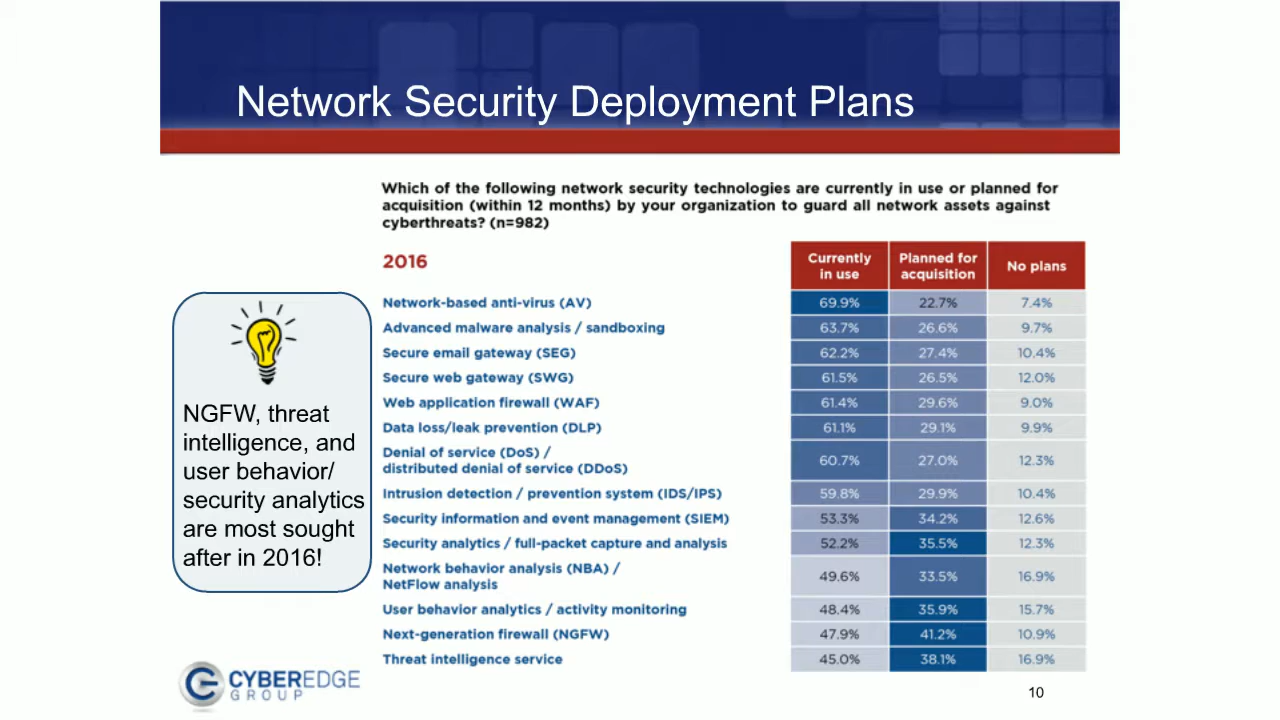 Network Security Deployment Plans
Which of the following network security technologies are currently in use or planned for
acquisition (within 12 months) by your organization to guard all network assets against
cyberthreats? (n=982)
2016
Currently in use
Planned for acquisition
No plans
Network-based anti-virus (AV) 69.9% 22.7% 7.4%
Advanced malware analysis / sandboxing 63.7% 26.6% 9.7%
Secure email gateway (SEG) 62.2% 27.4% 10.4%
Secure web gateway (SWG) 61.5% 26.5% 12.0%
Web application firewall (WAF) 61.4% 29.6% 9.0%
Data loss/leak prevention (DLP) 61.1% 29.1% 9.9%
Denial of service (DoS) /
distributed denial of service (DDoS) 60.7% 27.0% 12.3%
Intrusion detection / prevention system (IDS/IPS) 59.8% 29.9% 10.4%
Security information and event management (SIEM) 53.3% 34.2% 12.6%
Security analytics / full-packet capture and analysis 52.2% 35.5% 12.3%
Network behavior analysis (NBA) /
NetFlow analysis 49.6% 33.5% 16.9%
User behavior analytics / activity monitoring 48.4% 35.9% 15.7%
Next-generation firewall (NGFW) 47.9% 41.2% 10.9%
Threat intelligence service 45.0% 38.1% 16.9%
NGFW, threat
intelligence, and
user behavior/
security analytics
are most sought
after in 2016!
CYBEREDGE
GROUP
10